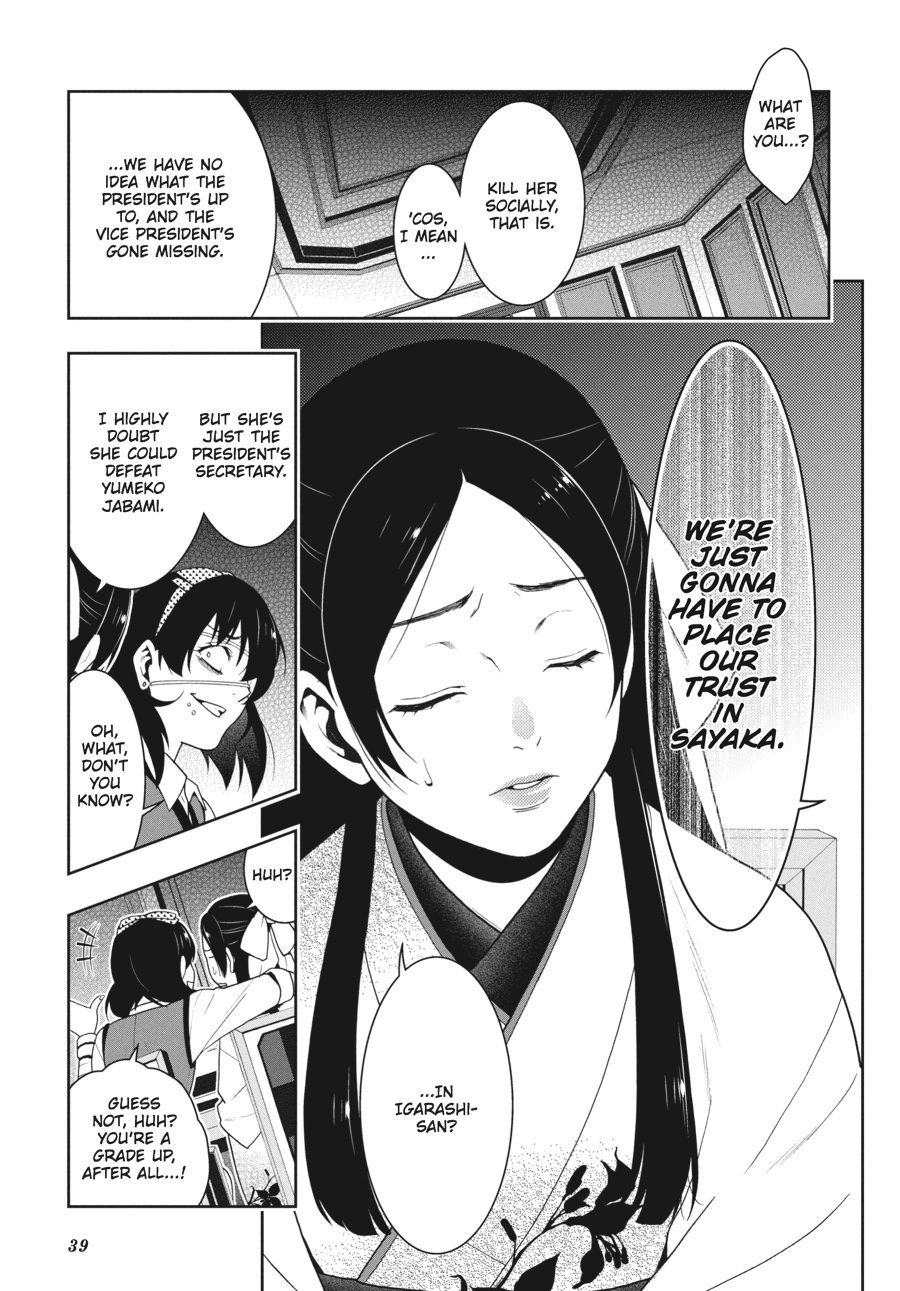 WHAT
ARE
YOU...?
KILL HER
SOCIALLY,
THAT IS.
'COS,
I MEAN
...
...WE HAVE NO
IDEA WHAT THE
PRESIDENT'S UP
TO, AND THE
VICE PRESIDENT'S
GONE MISSING.
WE'RE
JUST
GONNA
HAVE TO
PLACE
OUR
TRUST
IN
SAYAKA.
...IN
IGARASHI-
SAN?
BUT SHE'S
JUST THE
PRESIDENT'S
SECRETARY.
I HIGHLY
DOUBT
SHE COULD
DEFEAT
YUMEKO
JABAMI.
OH,
WHAT,
DON'T
YOU
KNOW?
HUH?
GUESS
NOT, HUH?
YOU'RE A
GRADE UP,
AFTER ALL...!
39